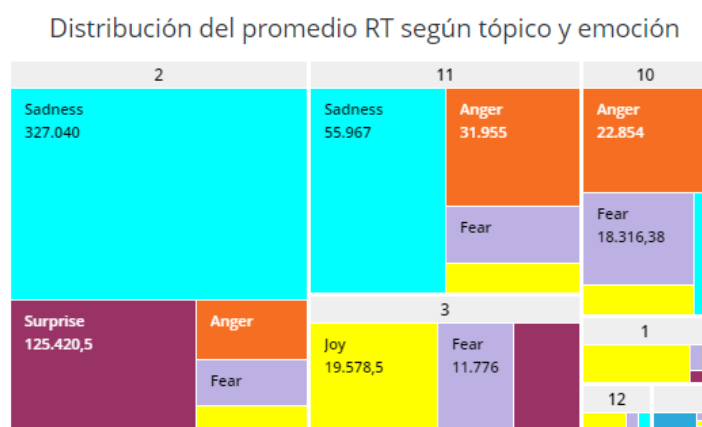 Distribución del promedio RT según tópico y emoción
2
Sadness
327.040
Surprise
125.420,5
Anger
Fear
11
Sadness
55.967
Anger
31.955
Fear
3
Joy
19.578,5
Fear
11.776
10
Anger
22.854
Fear
18.316,38
1
12